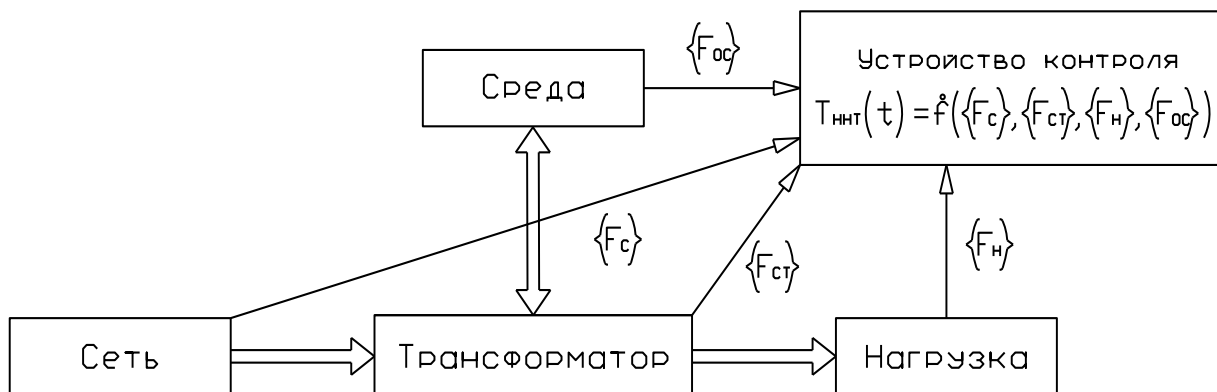 {Fос}
Устройство контроля
Среда
Tннт(t)=f({Fс},{Fст},{Fн},{Fос})
{Fс}
{Fст}
{Fн}
Сеть
Трансформатор
Нагрузка